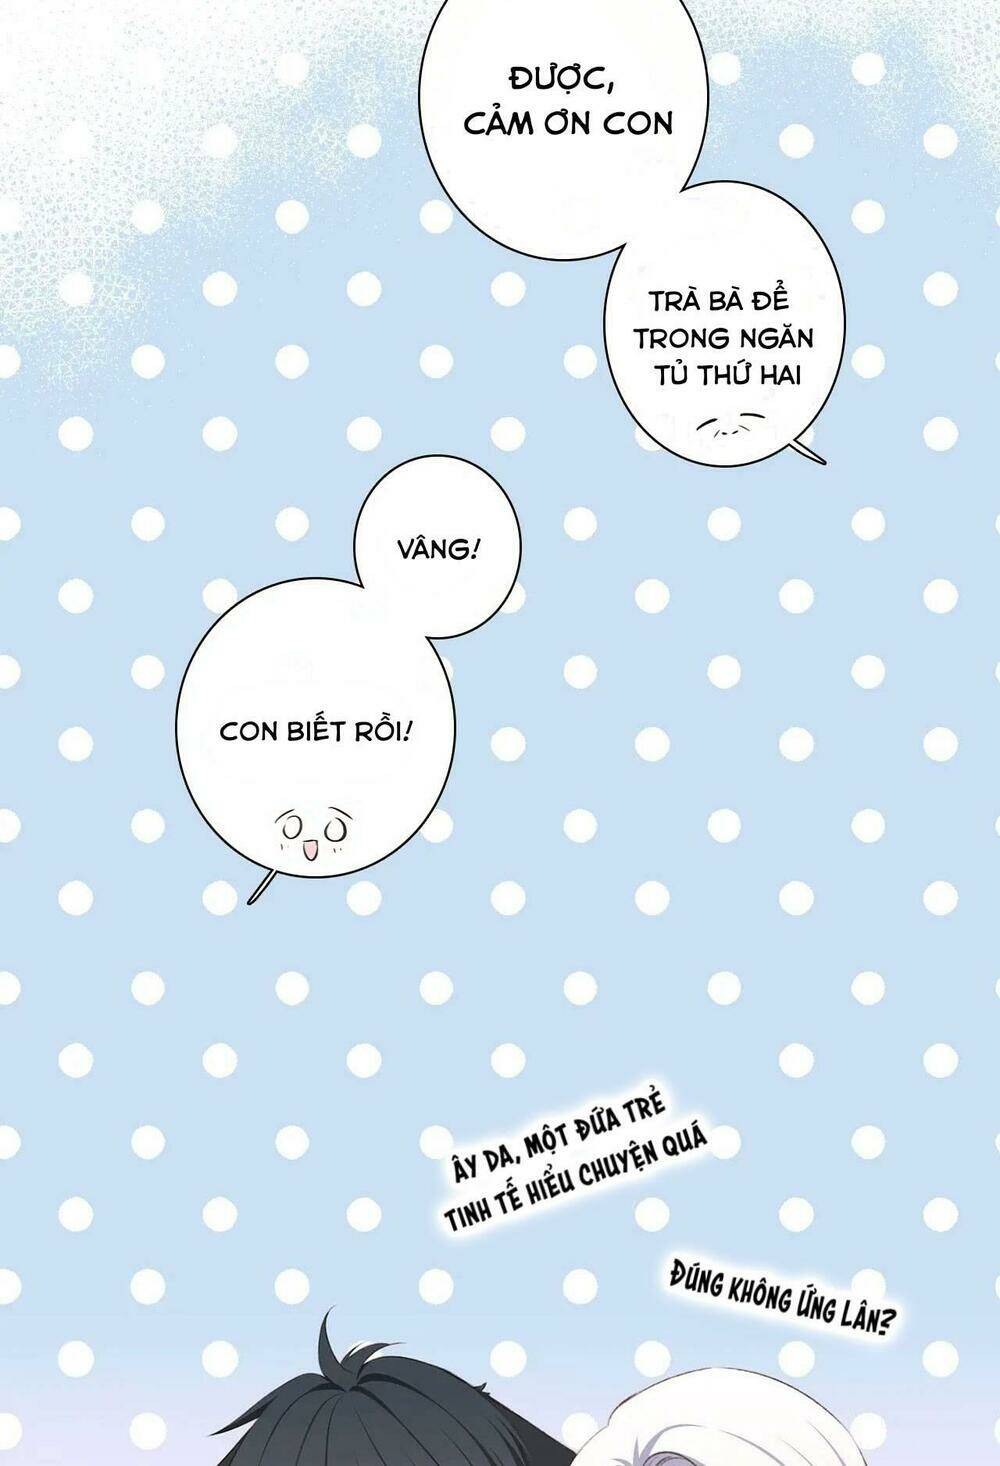 ĐƯỢC,
CẢM ƠN CON
TRÀ BÀ ĐỂ
TRONG NGĂN
TỦ THỨ HAI
VÂNG!
CON BIẾT RỒI!
ÂY DA, MỘT ĐỨA TRẺ
TINH TẾ HIỂU CHUYỆN QUÁ
ĐÚNG KHÔNG ỨNG LÂN?